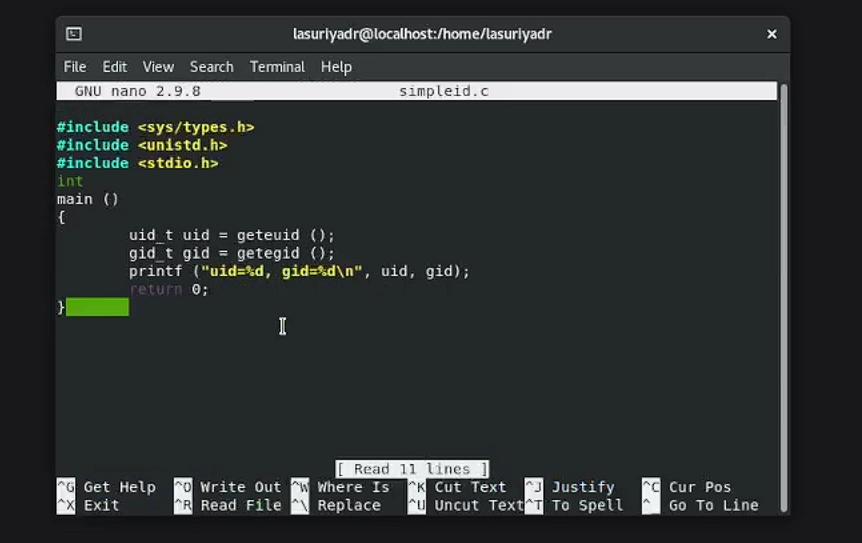 lasuriyadr@localhost:/home/lasuriyadr
File Edit View Search Terminal Help
GNU nano 2.9.8 simpleid.c
#include <sys/types.h>
#include <unistd.h>
#include <stdio.h>
int
main ()
{
uid_t uid = geteuid ();
gid_t gid = getegid ();
printf ("uid=%d, gid=%d\n", uid, gid);
return 0;
}
[ Read 11 lines ]
^G Get Help ^O Write Out ^W Where Is ^K Cut Text ^J Justify ^C Cur Pos
^X Exit ^R Read File ^\ Replace ^U Uncut Text ^T To Spell ^_ Go To Line